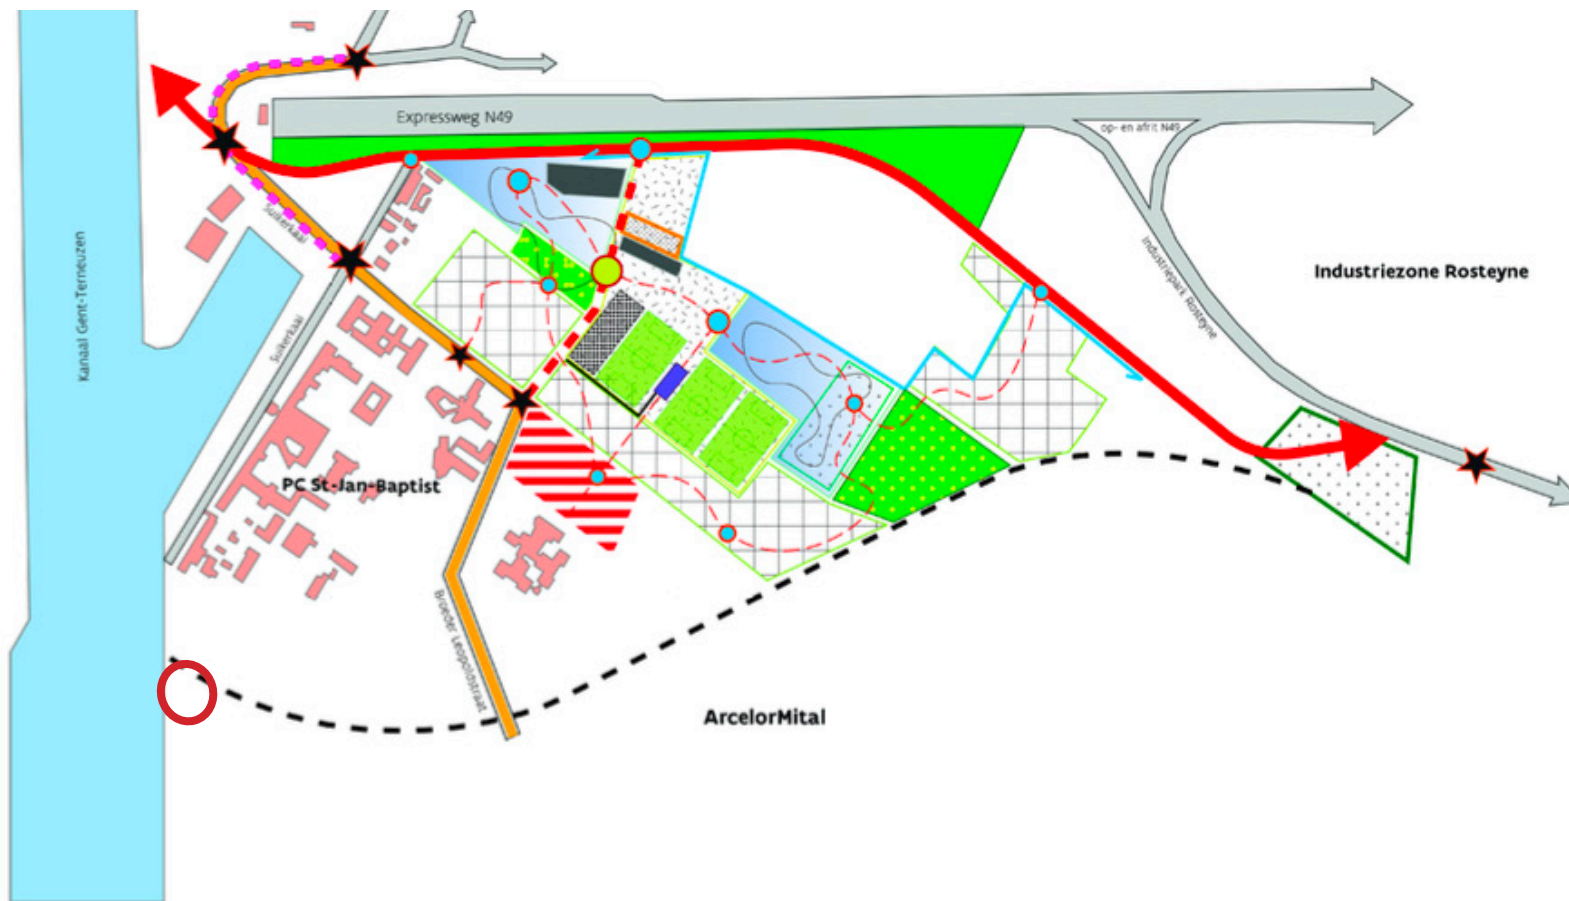 Expressweg N49
op- en afrit N49
Kanaal Gent-Terneuzen
Suikerkaai
Suikerkaai
Industriepark Rosteyne
Industriezone Rosteyne
PC St-Jan-Baptist
Broeder Leopoldstraat
ArcelorMital